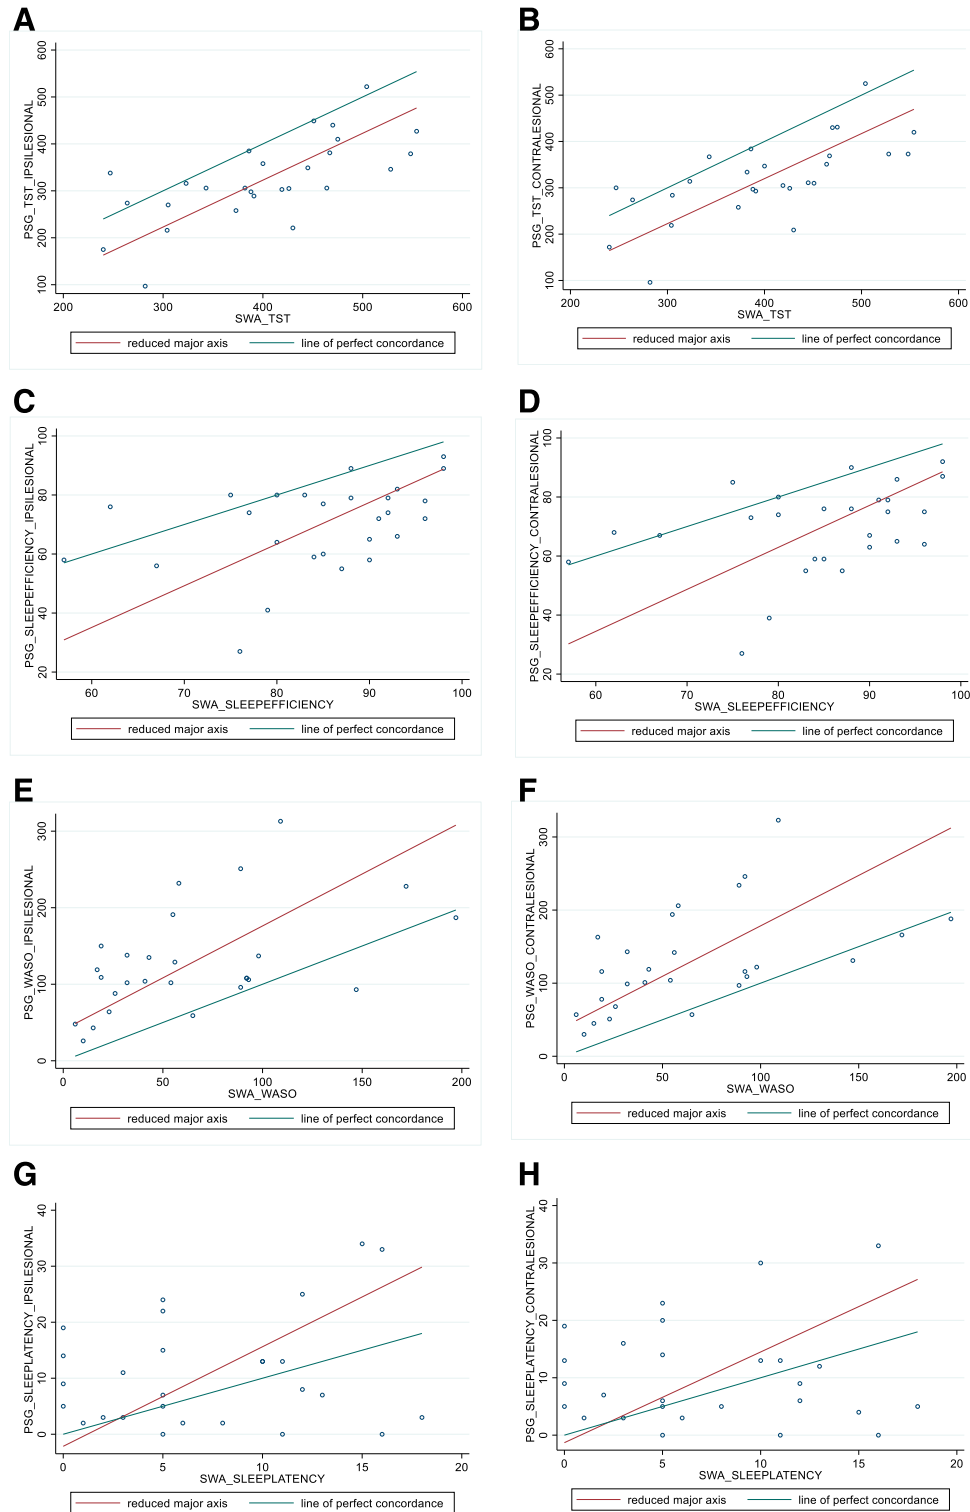 A
PSG_TST_IPSILESIONAL
600
500
400
300
200
100
200 300 400 500 600
SWA_TST
reduced major axis line of perfect concordance
B
PSG_TST_CONTRALESIONAL
600
500
400
300
200
100
200 300 400 500 600
SWA_TST
reduced major axis line of perfect concordance
C
PSG_SLEEPEFFICIENCY_IPSILESIONAL
100
80
60
40
20
60 70 80 90 100
SWA_SLEEPEFFICIENCY
reduced major axis line of perfect concordance
D
PSG_SLEEPEFFICIENCY_CONTRALESIONAL
100
80
60
40
20
60 70 80 90 100
SWA_SLEEPEFFICIENCY
reduced major axis line of perfect concordance
E
PSG_WASO_IPSILESIONAL
300
200
100
0
0 50 100 150 200
SWA_WASO
reduced major axis line of perfect concordance
F
PSG_WASO_CONTRALESIONAL
300
200
100
0
0 50 100 150 200
SWA_WASO
reduced major axis line of perfect concordance
G
PSG_SLEEPLATENCY_IPSILESIONAL
40
30
20
10
0
0 5 10 15 20
SWA_SLEEPLATENCY
reduced major axis line of perfect concordance
H
PSG_SLEEPLATENCY_CONTRALESIONAL
40
30
20
10
0
0 5 10 15 20
SWA_SLEEPLATENCY
reduced major axis line of perfect concordance